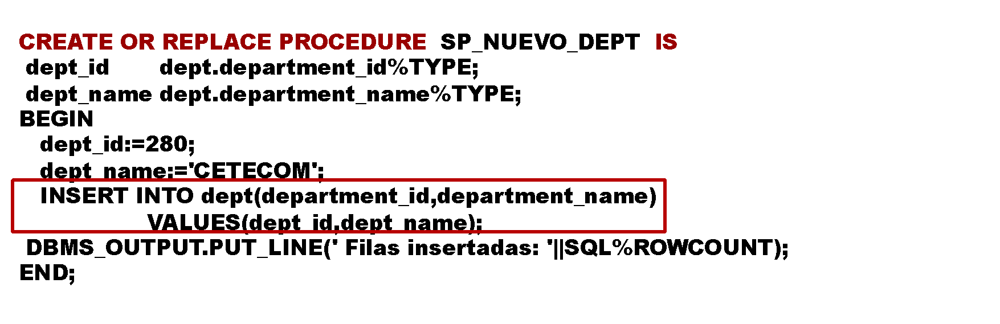 CREATE OR REPLACE PROCEDURE SP_NUEVO_DEPT IS
dept_id dept.department_id%TYPE;
dept_name dept.department_name%TYPE;
BEGIN
dept_id:=280;
dept_name:='CETECOM';
INSERT INTO dept(department_id,department_name)
VALUES(dept_id,dept_name);
DBMS_OUTPUT.PUT_LINE(' Filas insertadas: '||SQL%ROWCOUNT);
END;